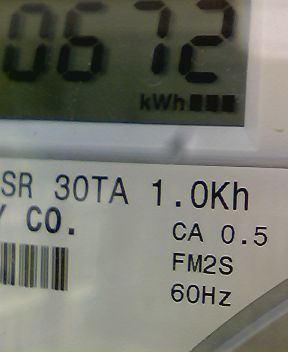 0672
kWh
SR 30TA 1.0Kh
Y CO.
CA 0.5
FM2S
60Hz